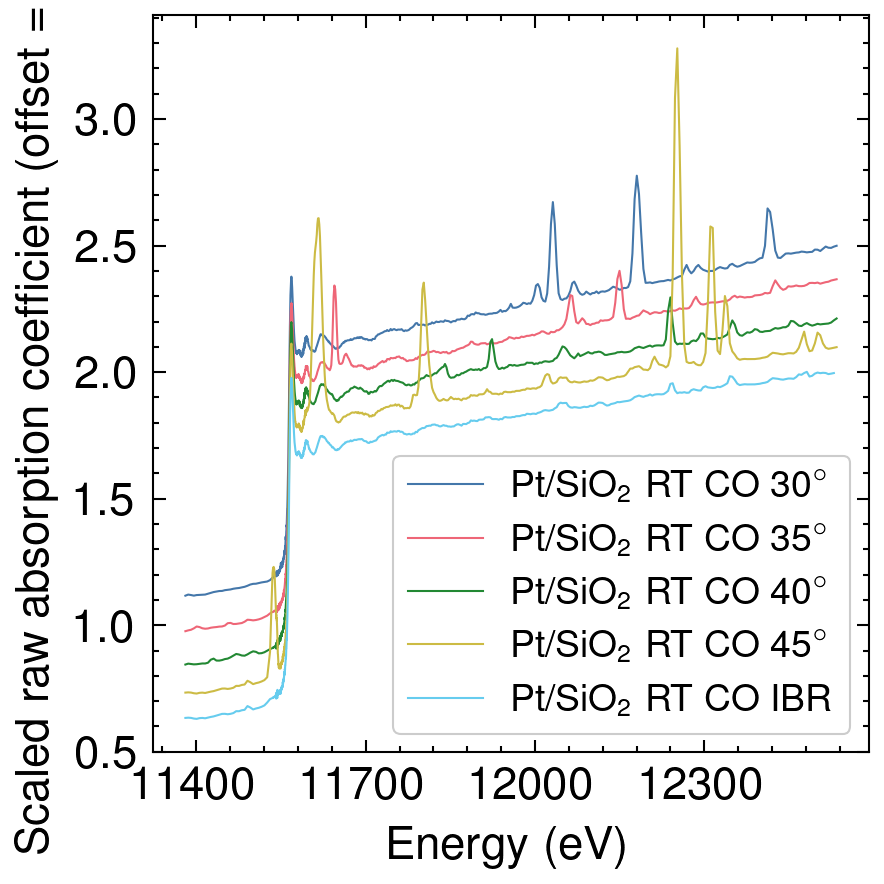 Scaled raw absorption coefficient (offset =
3.0
2.5
2.0
1.5
1.0
0.5
11400 11700 12000 12300
Energy (eV)
Pt/SiO₂ RT CO 30°
Pt/SiO₂ RT CO 35°
Pt/SiO₂ RT CO 40°
Pt/SiO₂ RT CO 45°
Pt/SiO₂ RT CO IBR